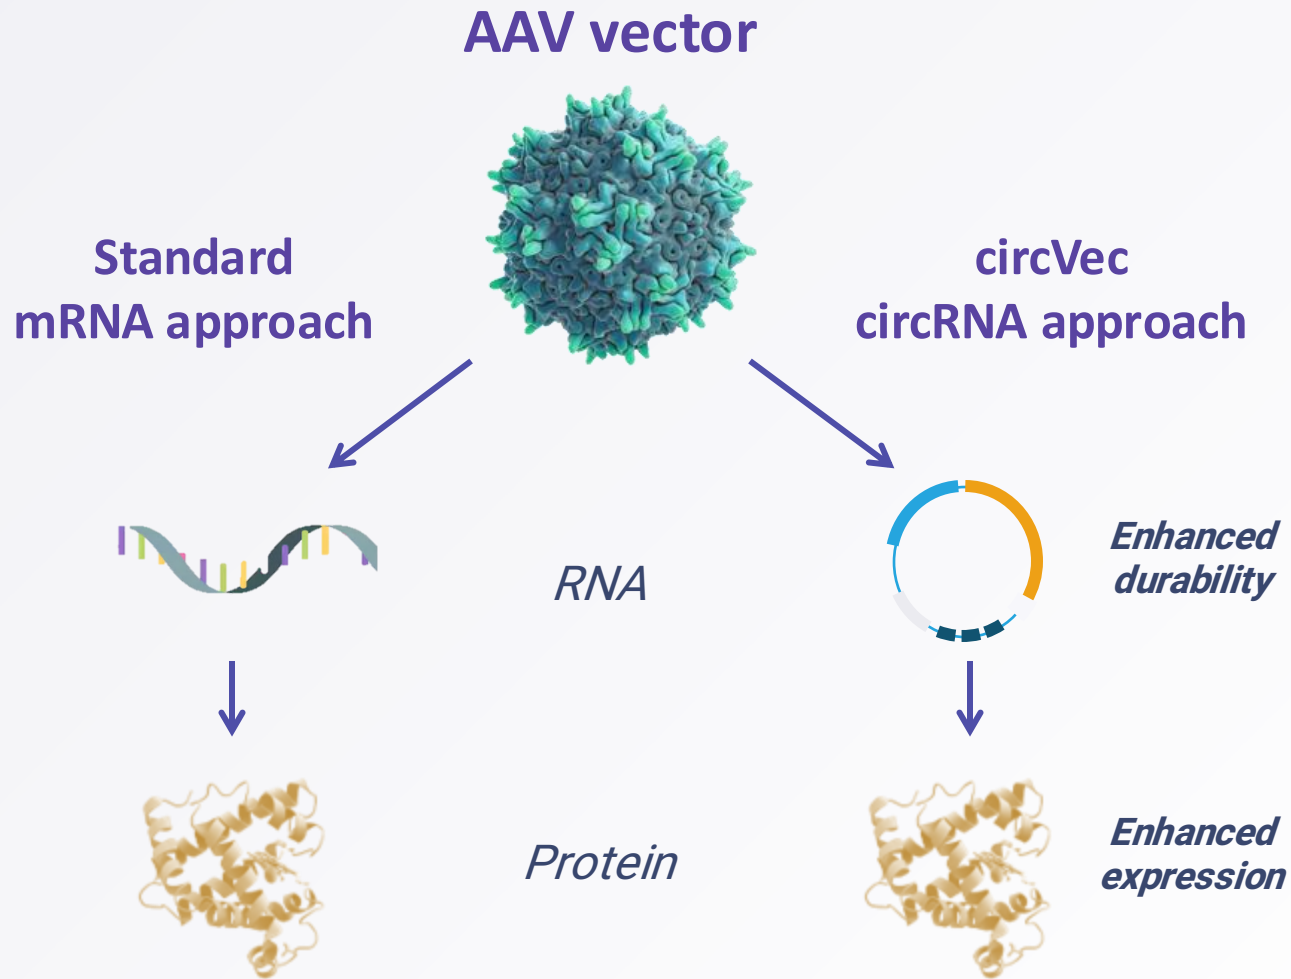 AAV vector
Standard
mRNA approach
circVec
circRNA approach
RNA
Enhanced
durability
Protein
Enhanced
expression